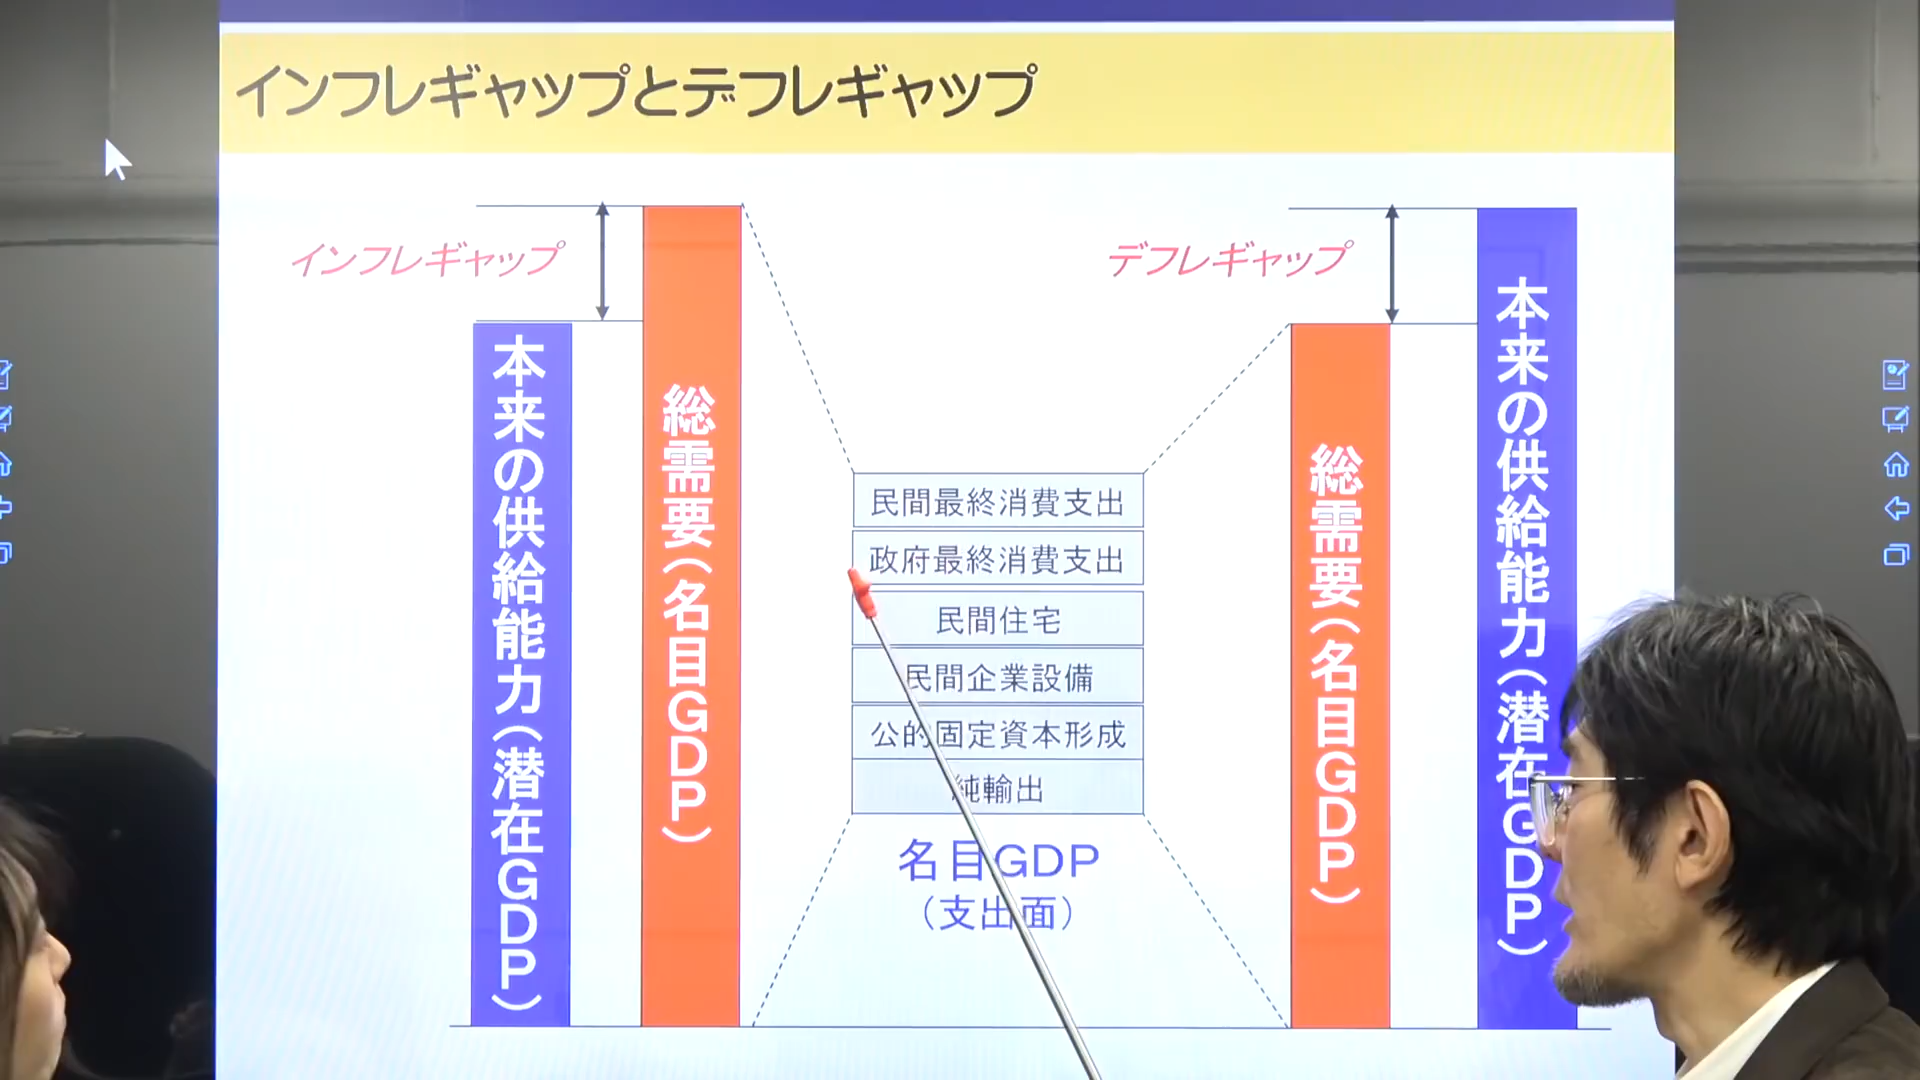 インフレギャップとデフレギャップ
インフレギャップ
本来の供給能力(潜在GDP)
総需要(名目GDP)
民間最終消費支出
政府最終消費支出
民間住宅
民間企業設備
公的固定資本形成
純輸出
名目GDP
(支出面)
デフレギャップ
総需要(名目GDP)
本来の供給能力(潜在GDP)